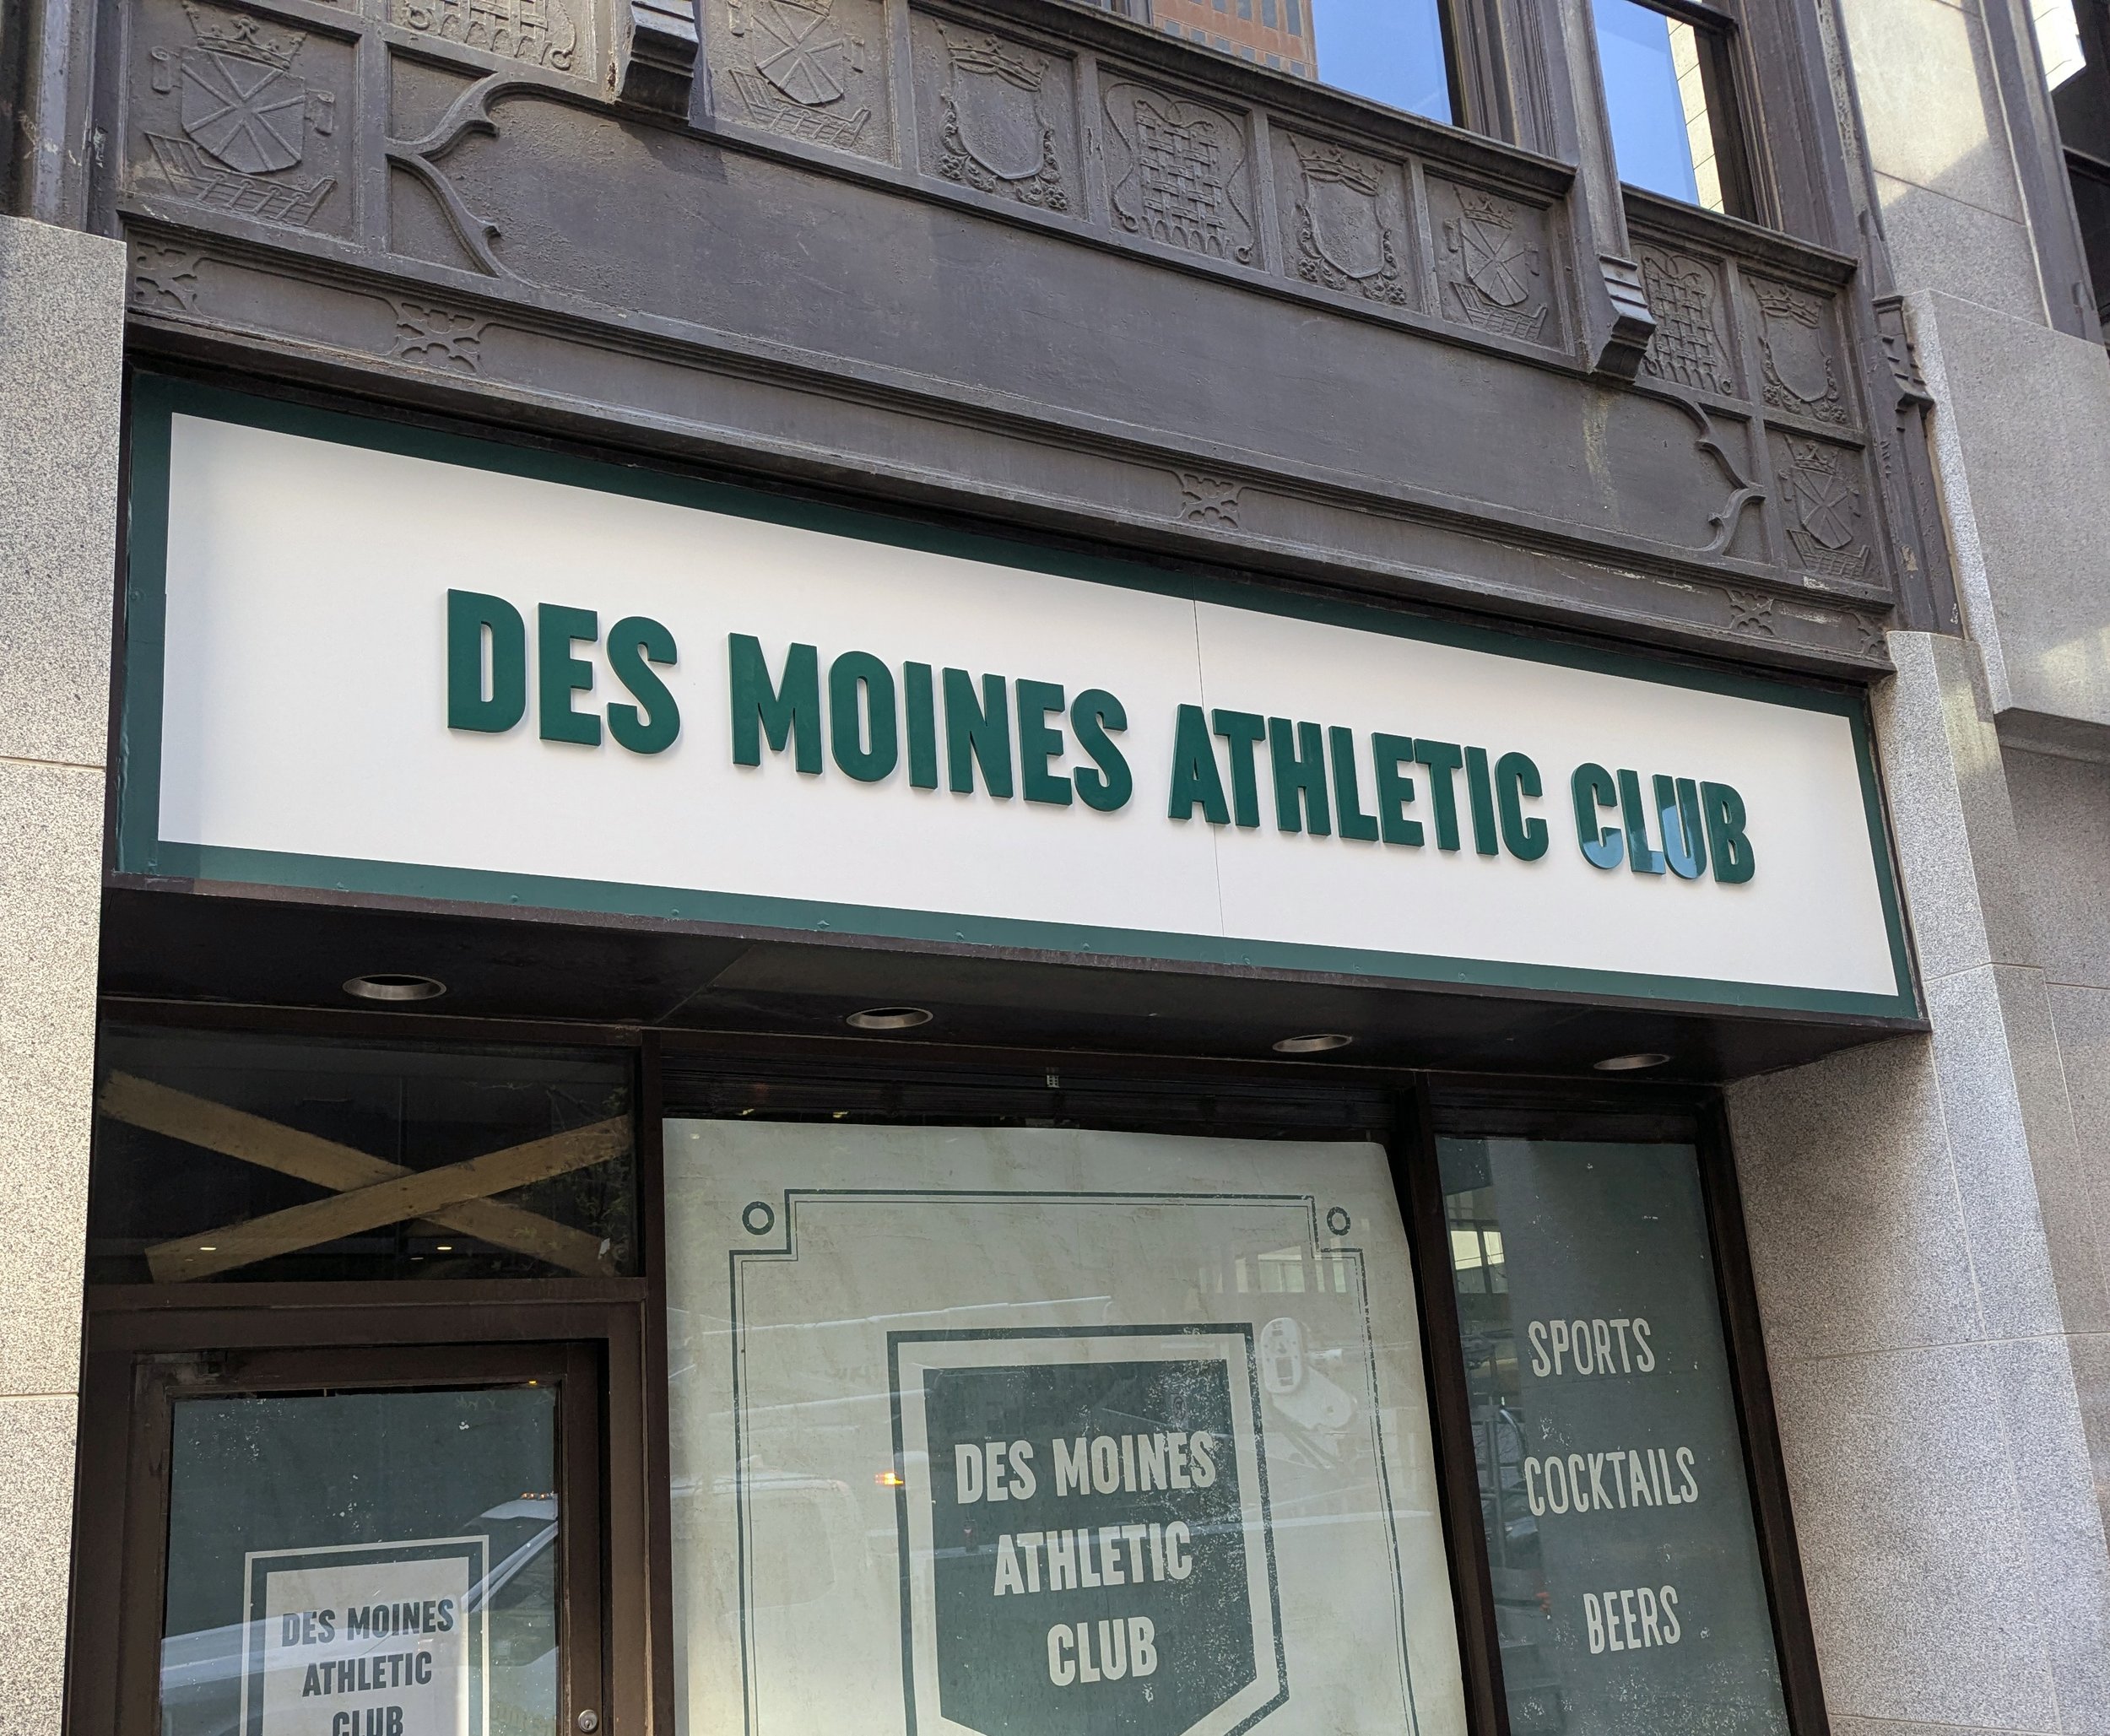 DES MOINES ATHLETIC CLUB
DES MOINES
ATHLETIC
CLUB
DES MOINES
ATHLETIC
CLUB
SPORTS
COCKTAILS
BEERS